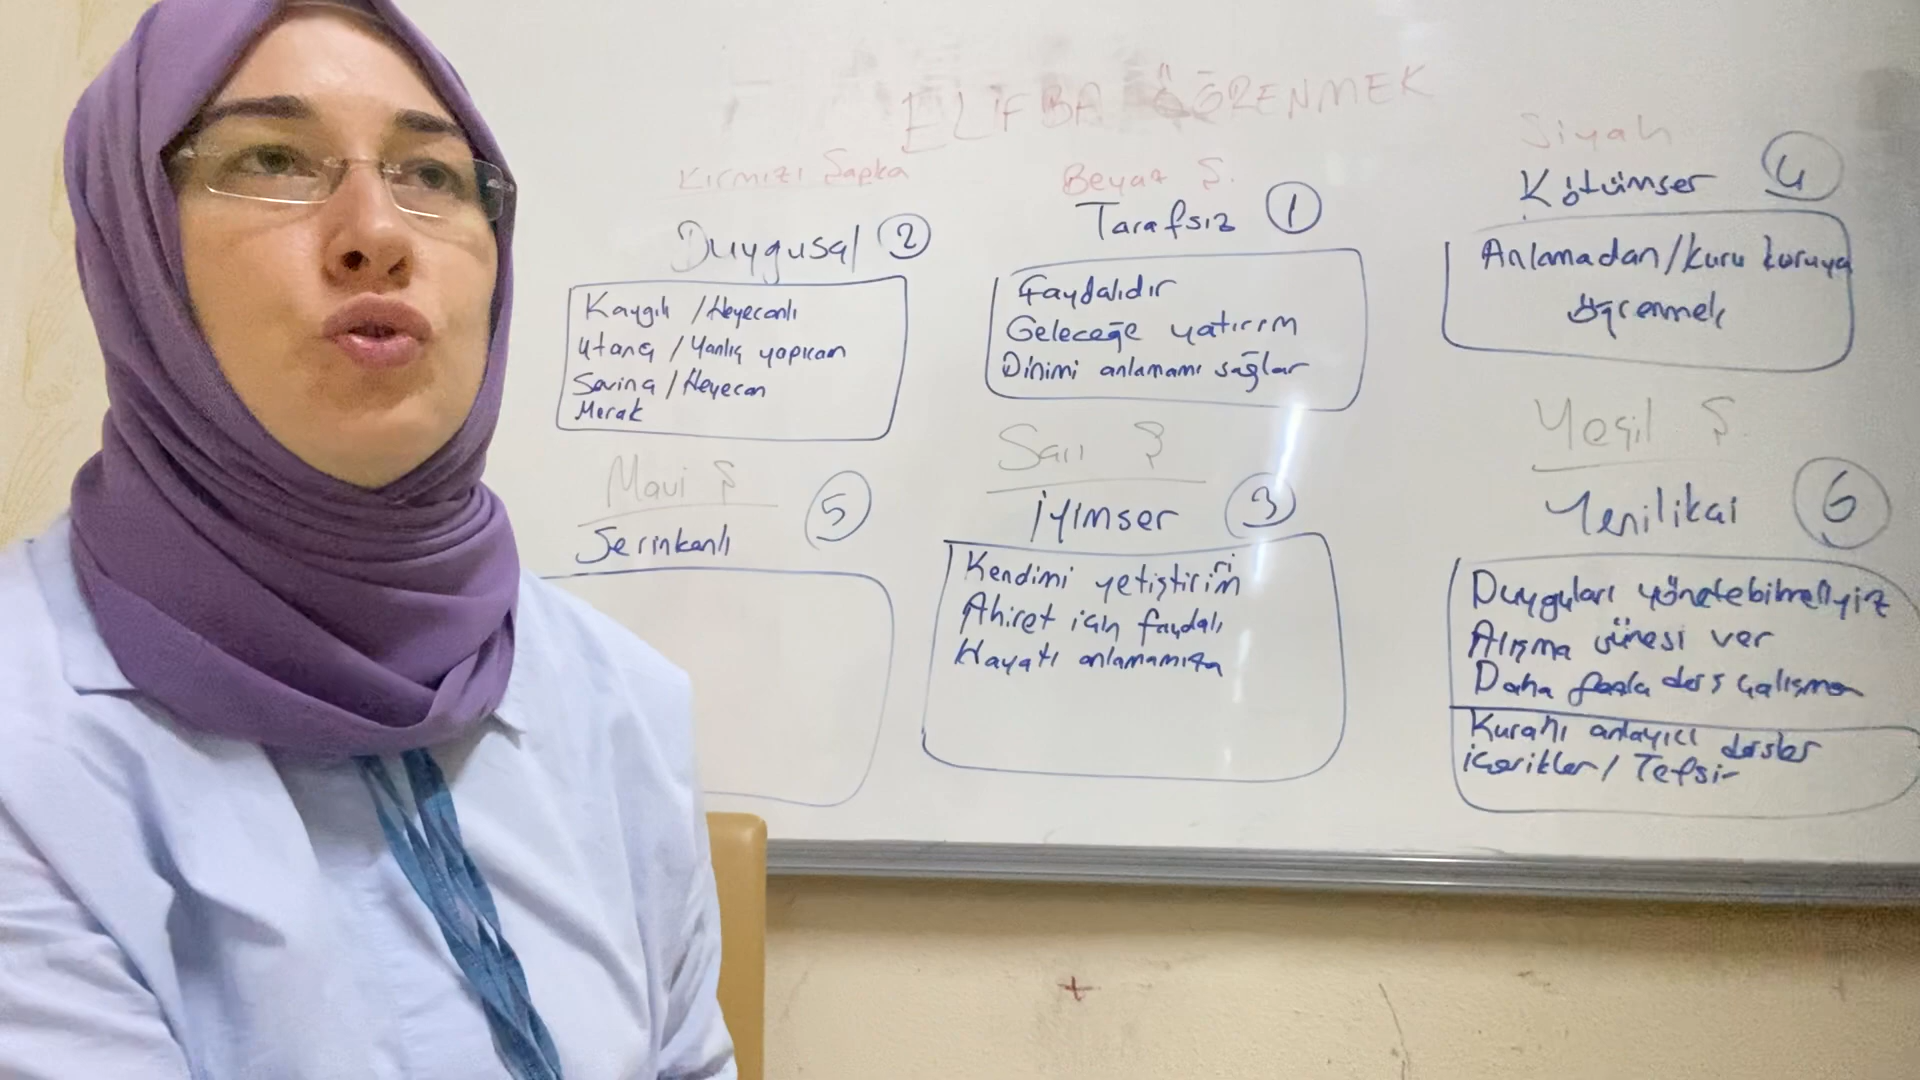 ELİFBA ÖĞRENMEK
Kırmızı Şapka
Duygusal 2
Kaygılı / Heyecanlı
Utanç / Yanlış yaparsam
Sevinç / Heyecan
Merak
Beyaz Ş.
Tarafsız 1
Faydalıdır
Geleceğe yatırım
Dinimi anlamamı sağlar
Siyah
Kötümser 4
Anlamadan / kuru kuruya
öğrenmek
Mavi Ş
Serinkanlı 5
Sarı Ş
İyimser 3
Kendimi yetiştiririm
Ahiret için faydalı
Hayatı anlamamıza
Yeşil Ş.
Yenilikçi 6
Duyguları yönetebilmeliyiz
Alışma süresi ver
Daha fazla ders çalışma
Kuranı anlayıcı dersler
içerikler / Tefsir